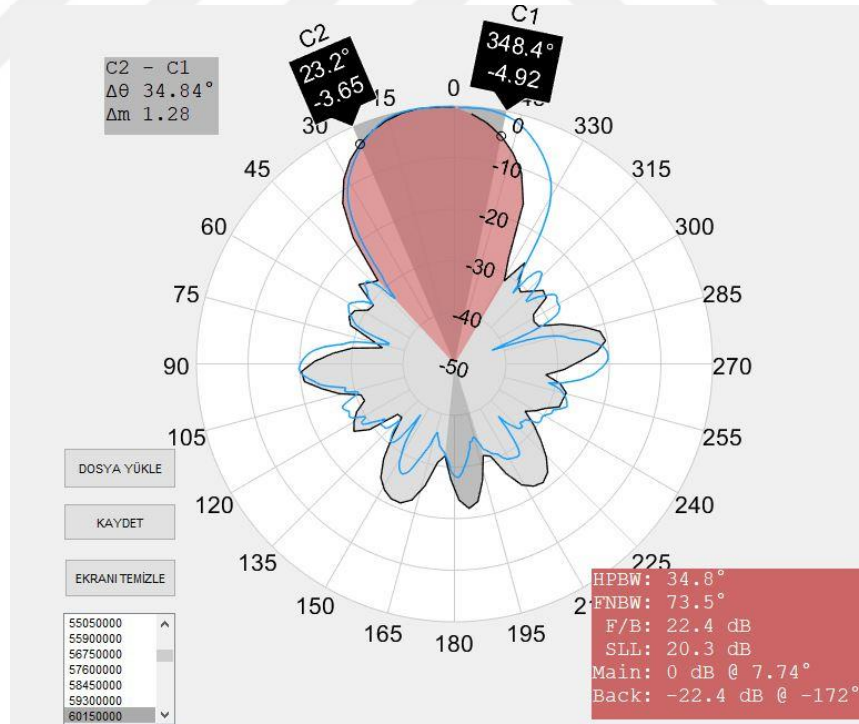 C2
23.2°
-3.65
C1
348.4°
-4.92
C2 - C1
Δθ 34.84°
Δm 1.28
0
15
30
45
60
75
90
105
120
135
150
165
180
195
225
240
255
270
285
300
315
330
0
-10
-20
-30
-40
-50
DOSYA YÜKLE
KAYDET
EKRANI TEMİZLE
55050000
55900000
56750000
57600000
58450000
59300000
60150000
HPBW: 34.8°
FNBW: 73.5°
F/B: 22.4 dB
SLL: 20.3 dB
Main: 0 dB @ 7.74°
Back: -22.4 dB @ -172°